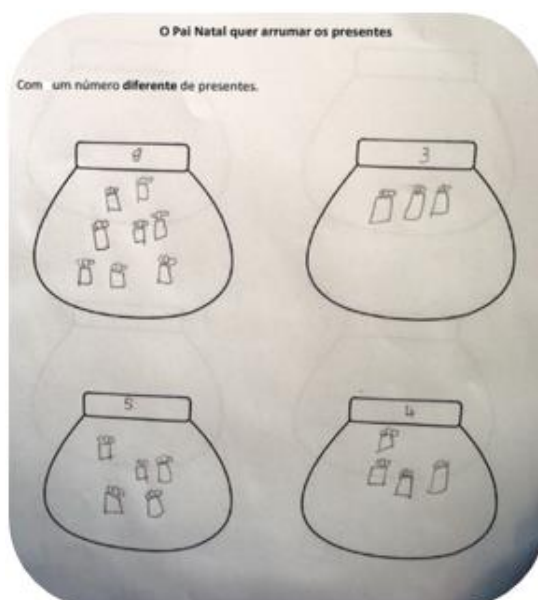 O Pai Natal quer arrumar os presentes
Com um número diferente de presentes.
8 3
5 4